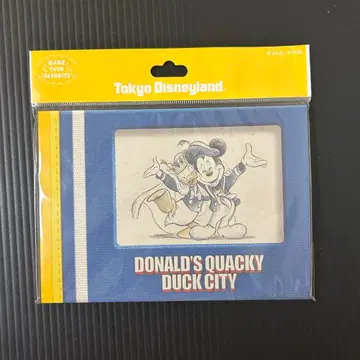 MAKE
YOUR
FAVORITE
Tokyo Disneyland
DONALD'S QUACKY
DUCK CITY